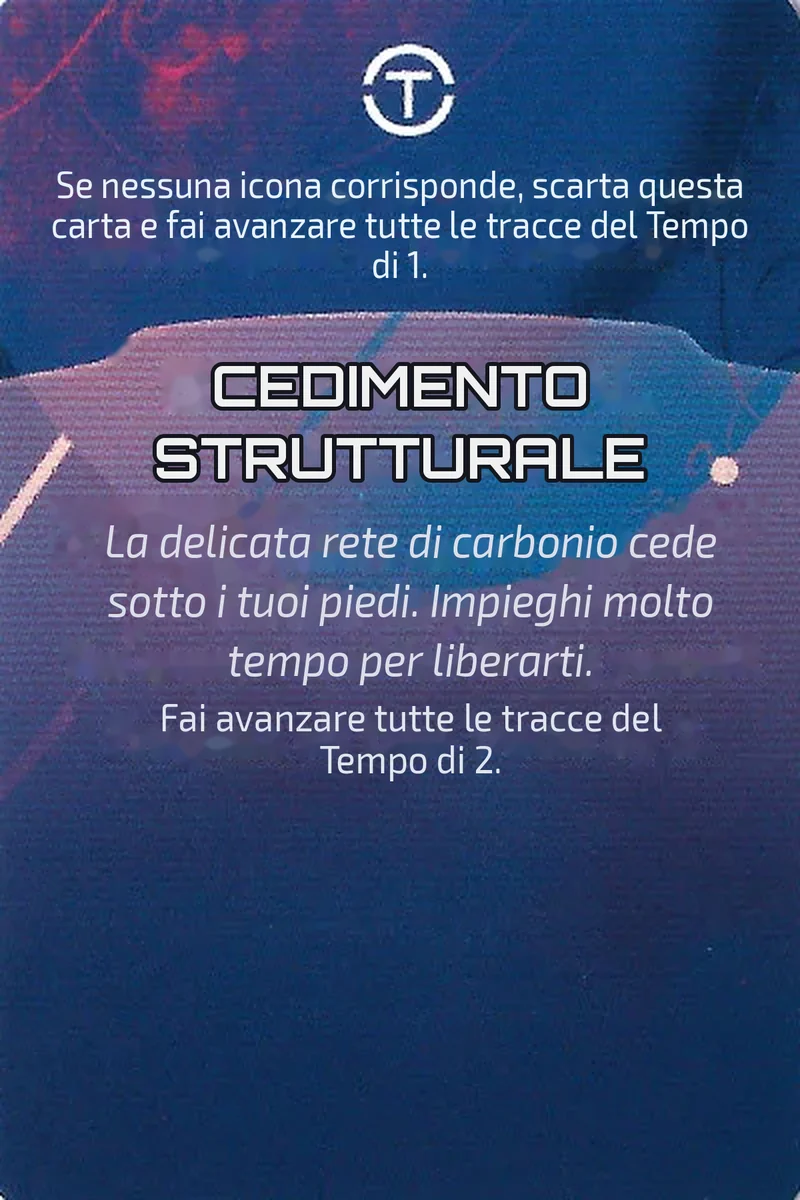 T
Se nessuna icona corrisponde, scarta questa
carta e fai avanzare tutte le tracce del Tempo
di 1.
CEDIMENTO
STRUTTURALE
La delicata rete di carbonio cede
sotto i tuoi piedi. Impieghi molto
tempo per liberarti.
Fai avanzare tutte le tracce del
Tempo di 2.